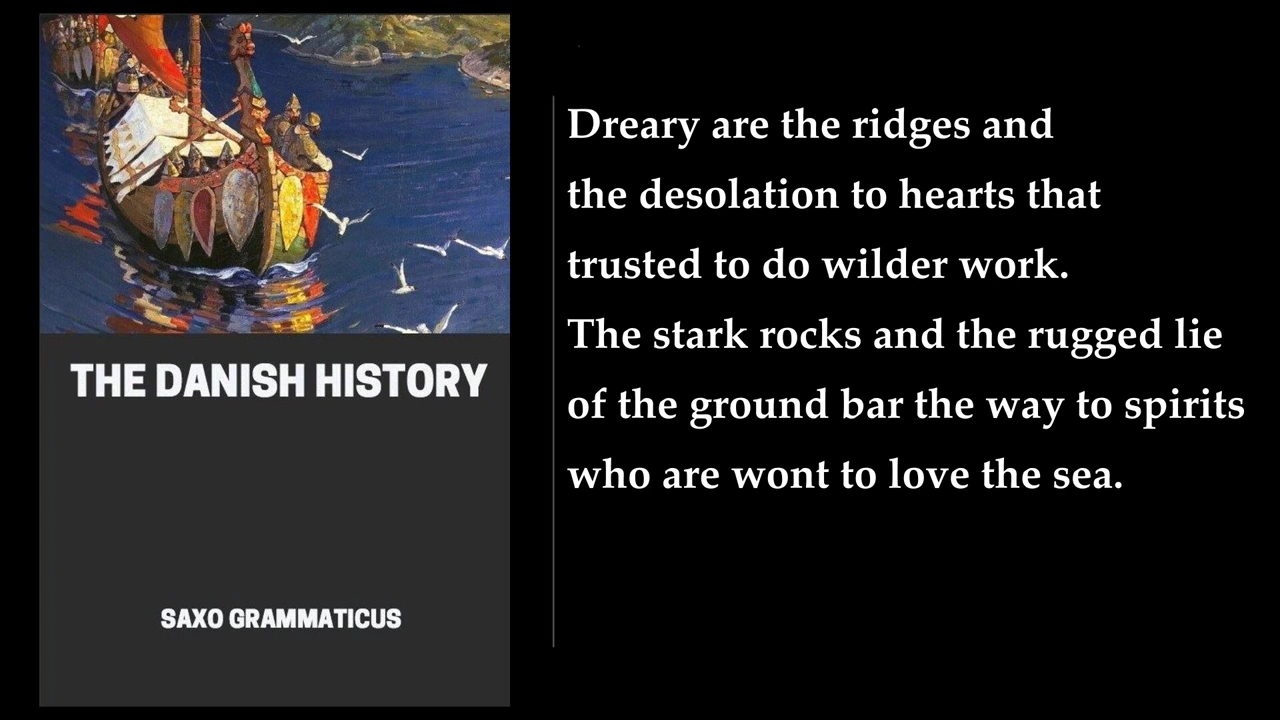 THE DANISH HISTORY
SAXO GRAMMATICUS
Dreary are the ridges and
the desolation to hearts that
trusted to do wilder work.
The stark rocks and the rugged lie
of the ground bar the way to spirits
who are wont to love the sea.